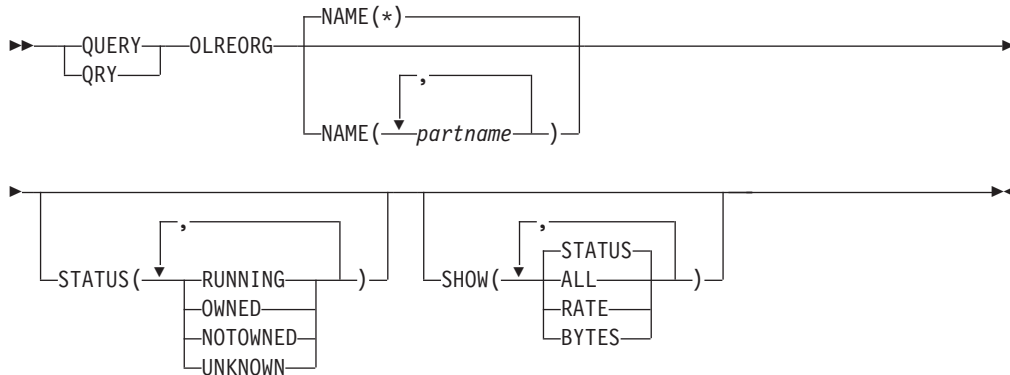 NAME(*)
QUERY OLREORG
QRY
,
NAME( partname )
, ,
STATUS
STATUS( RUNNING ) SHOW( ALL )
OWNED RATE
NOTOWNED BYTES
UNKNOWN